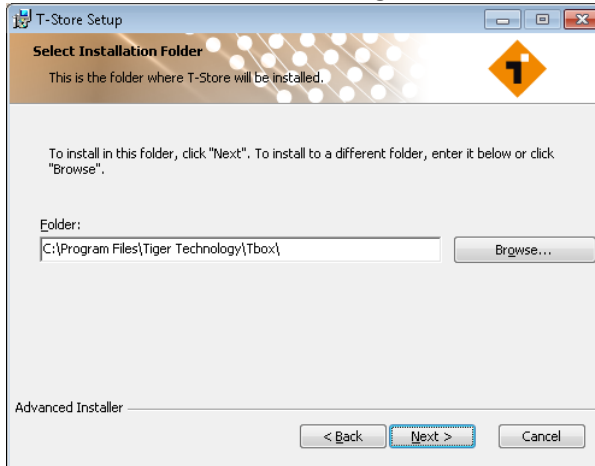 T-Store Setup
Select Installation Folder
This is the folder where T-Store will be installed.
To install in this folder, click "Next". To install to a different folder, enter it below or click
"Browse".
Folder:
C:\Program Files\Tiger Technology\Tbox\
Browse...
Advanced Installer
< Back
Next >
Cancel